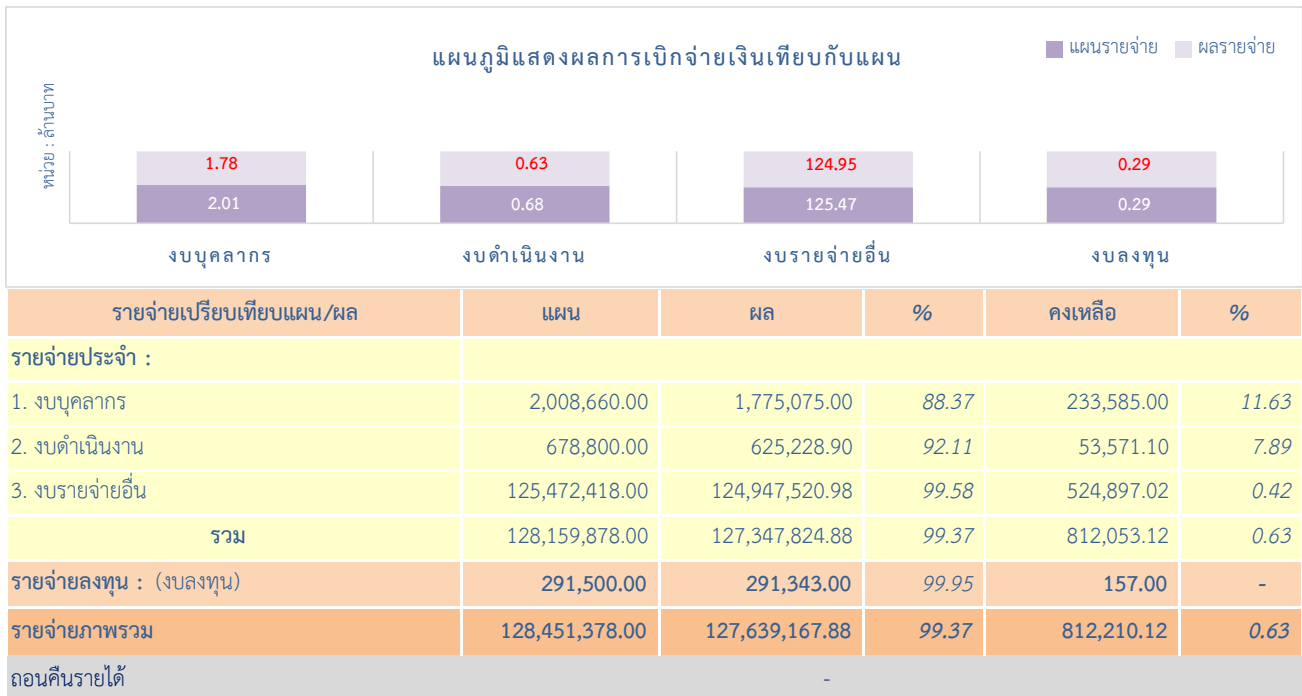 แผนภูมิแสดงผลการเบิกจ่ายเงินเทียบกับแผน
แผนรายจ่าย ผลรายจ่าย
หน่วย : ล้านบาท
1.78 0.63 124.95 0.29
2.01 0.68 125.47 0.29
งบบุคลากร งบดำเนินงาน งบรายจ่ายอื่น งบลงทุน
รายจ่ายเปรียบเทียบแผน/ผล แผน ผล % คงเหลือ %
รายจ่ายประจำ :
1. งบบุคลากร 2,008,660.00 1,775,075.00 88.37 233,585.00 11.63
2. งบดำเนินงาน 678,800.00 625,228.90 92.11 53,571.10 7.89
3. งบรายจ่ายอื่น 125,472,418.00 124,947,520.98 99.58 524,897.02 0.42
รวม 128,159,878.00 127,347,824.88 99.37 812,053.12 0.63
รายจ่ายลงทุน : (งบลงทุน) 291,500.00 291,343.00 99.95 157.00 -
รายจ่ายภาพรวม 128,451,378.00 127,639,167.88 99.37 812,210.12 0.63
ถอนคืนรายได้ -